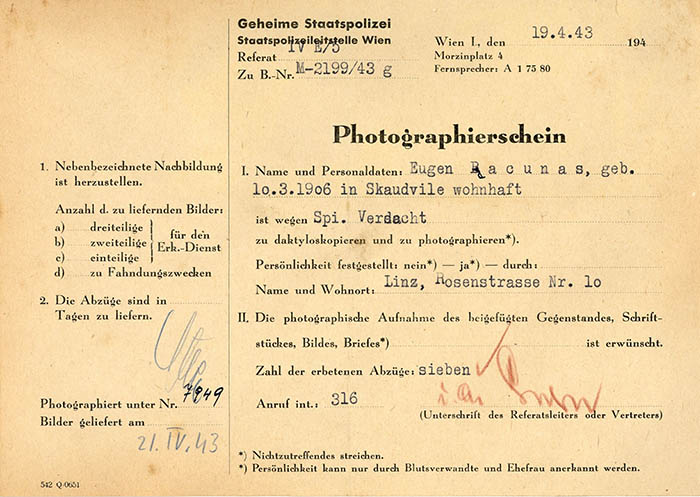 Geheime Staatspolizei
Staatspolizeileitstelle Wien
Referat IV E/5
Zu B.-Nr. M-2199/43 g
Wien I., den 19.4.43 194
Morzinplatz 4
Fernsprecher: A 1 75 80
Photographierschein
1. Nebenbezeichnete Nachbildung
ist herzustellen.
Anzahl d. zu liefernden Bilder:
a) dreiteilige
b) zweiteilige
c) einteilige
für den
Erk.-Dienst
d) zu Fahndungszwecken
2. Die Abzüge sind in
Tagen zu liefern.
Photographiert unter Nr. 7849
Bilder geliefert am
21. IV. 43
I. Name und Personaldaten: Eugen Racunas, geb.
lo.3.19o6 in Skaudvile wohnhaft
ist wegen Spi. Verdacht
zu daktyloskopieren und zu photographieren*).
Persönlichkeit festgestellt: nein*) — ja*) — durch:
Name und Wohnort: Linz, Rosenstrasse Nr. lo
II. Die photographische Aufnahme des beigefügten Gegenstandes, Schrift-
stückes, Bildes, Briefes*) ist erwünscht.
Zahl der erbetenen Abzüge: sieben
Anruf int.: 316
(Unterschrift des Referatsleiters oder Vertreters)
*) Nichtzutreffendes streichen.
*) Persönlichkeit kann nur durch Blutsverwandte und Ehefrau anerkannt werden.
542 Q-0651